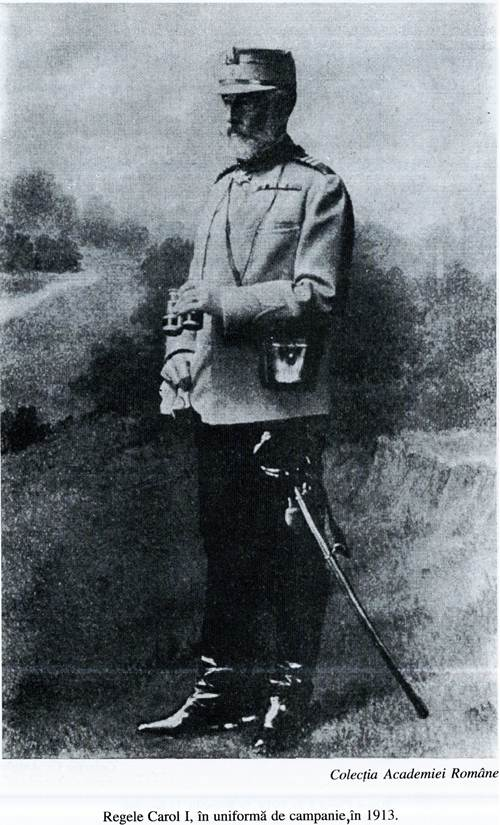 Colecția Academiei Române
Regele Carol I, în uniformă de campanie, în 1913.